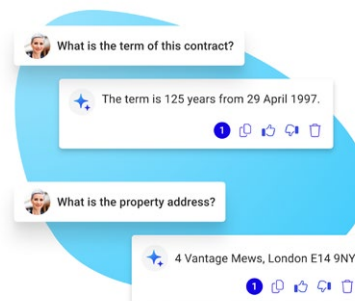 What is the term of this contract?
The term is 125 years from 29 April 1997.
1
What is the property address?
4 Vantage Mews, London E14 9NY
1